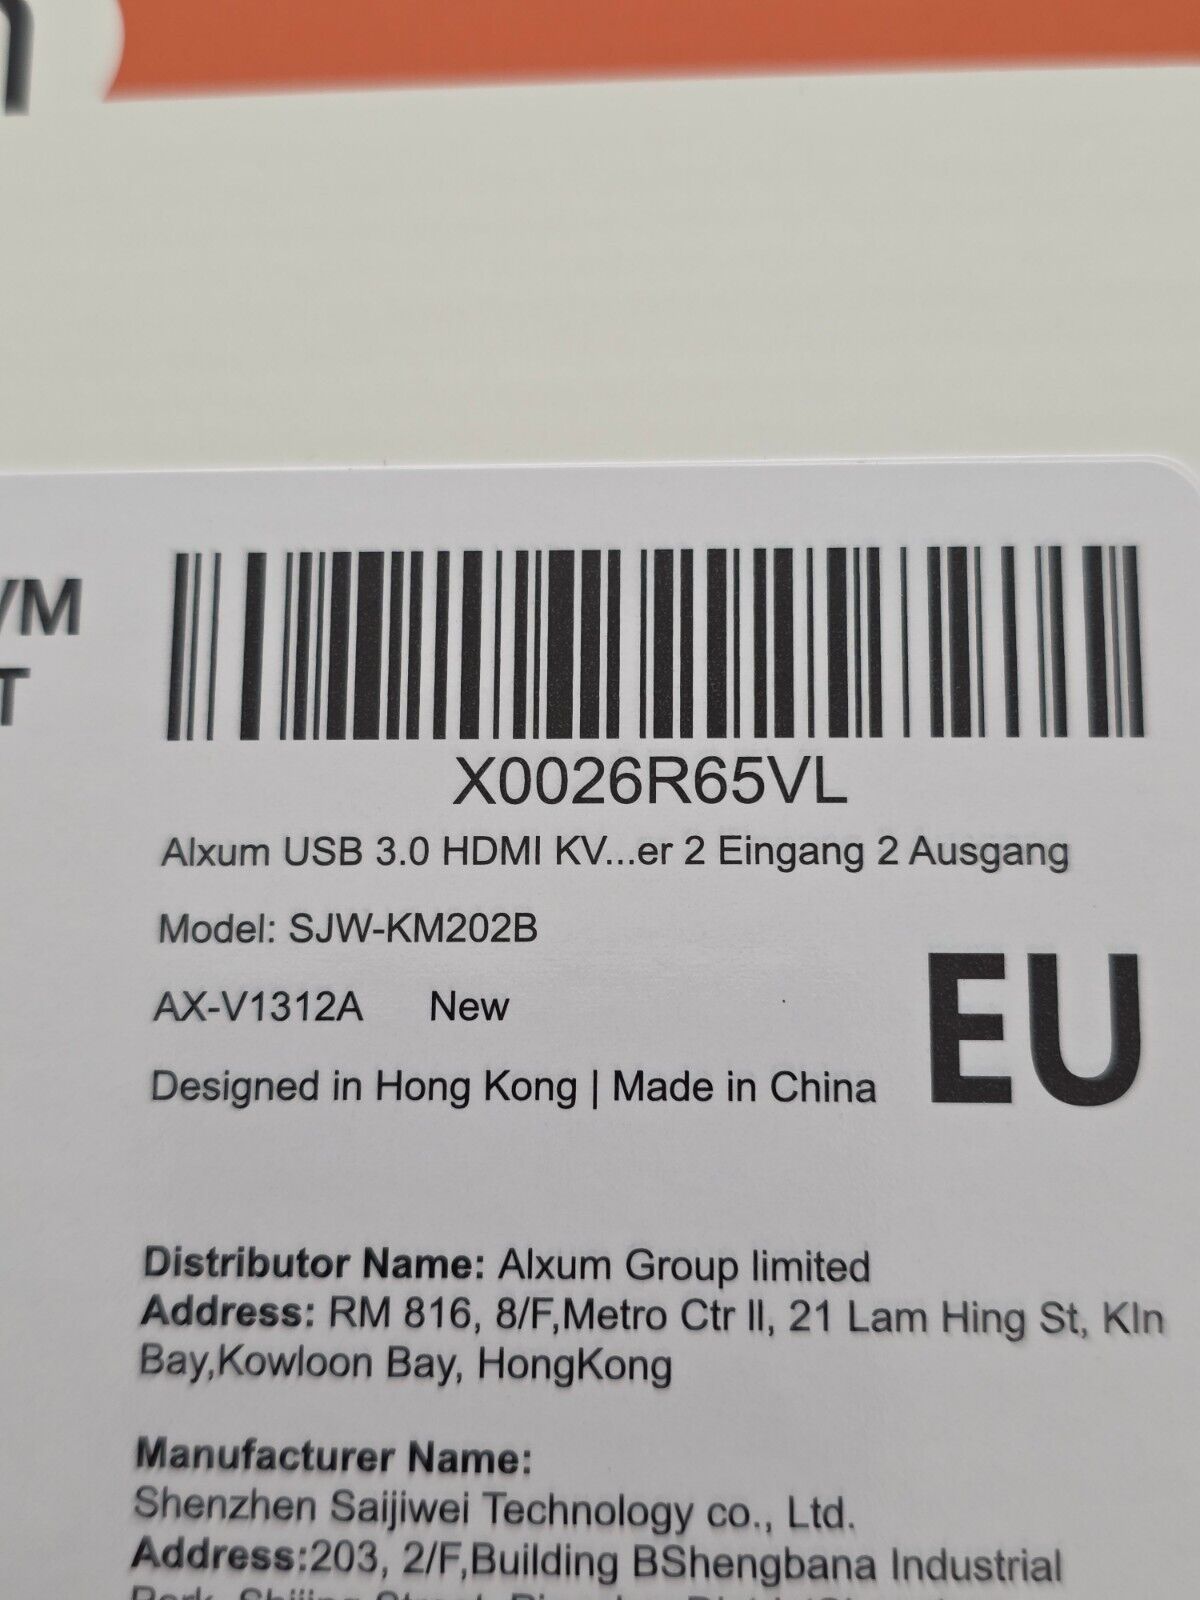 VM
T
X0026R65VL
Alxum USB 3.0 HDMI KV...er 2 Eingang 2 Ausgang
Model: SJW-KM202B
AX-V1312A New
EU
Designed in Hong Kong | Made in China
Distributor Name: Alxum Group limited
Address: RM 816, 8/F,Metro Ctr II, 21 Lam Hing St, Kln
Bay,Kowloon Bay, HongKong
Manufacturer Name:
Shenzhen Saijiwei Technology co., Ltd.
Address:203, 2/F,Building BShengbana Industrial